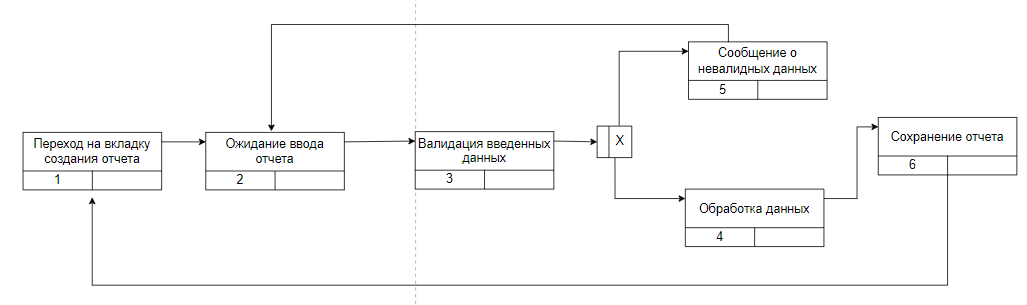 Переход на вкладку
создания отчета
1
Ожидание ввода
отчета
2
Валидация введенных
данных
3
X
Сообщение о
невалидных данных
5
Обработка данных
4
Сохранение отчета
6